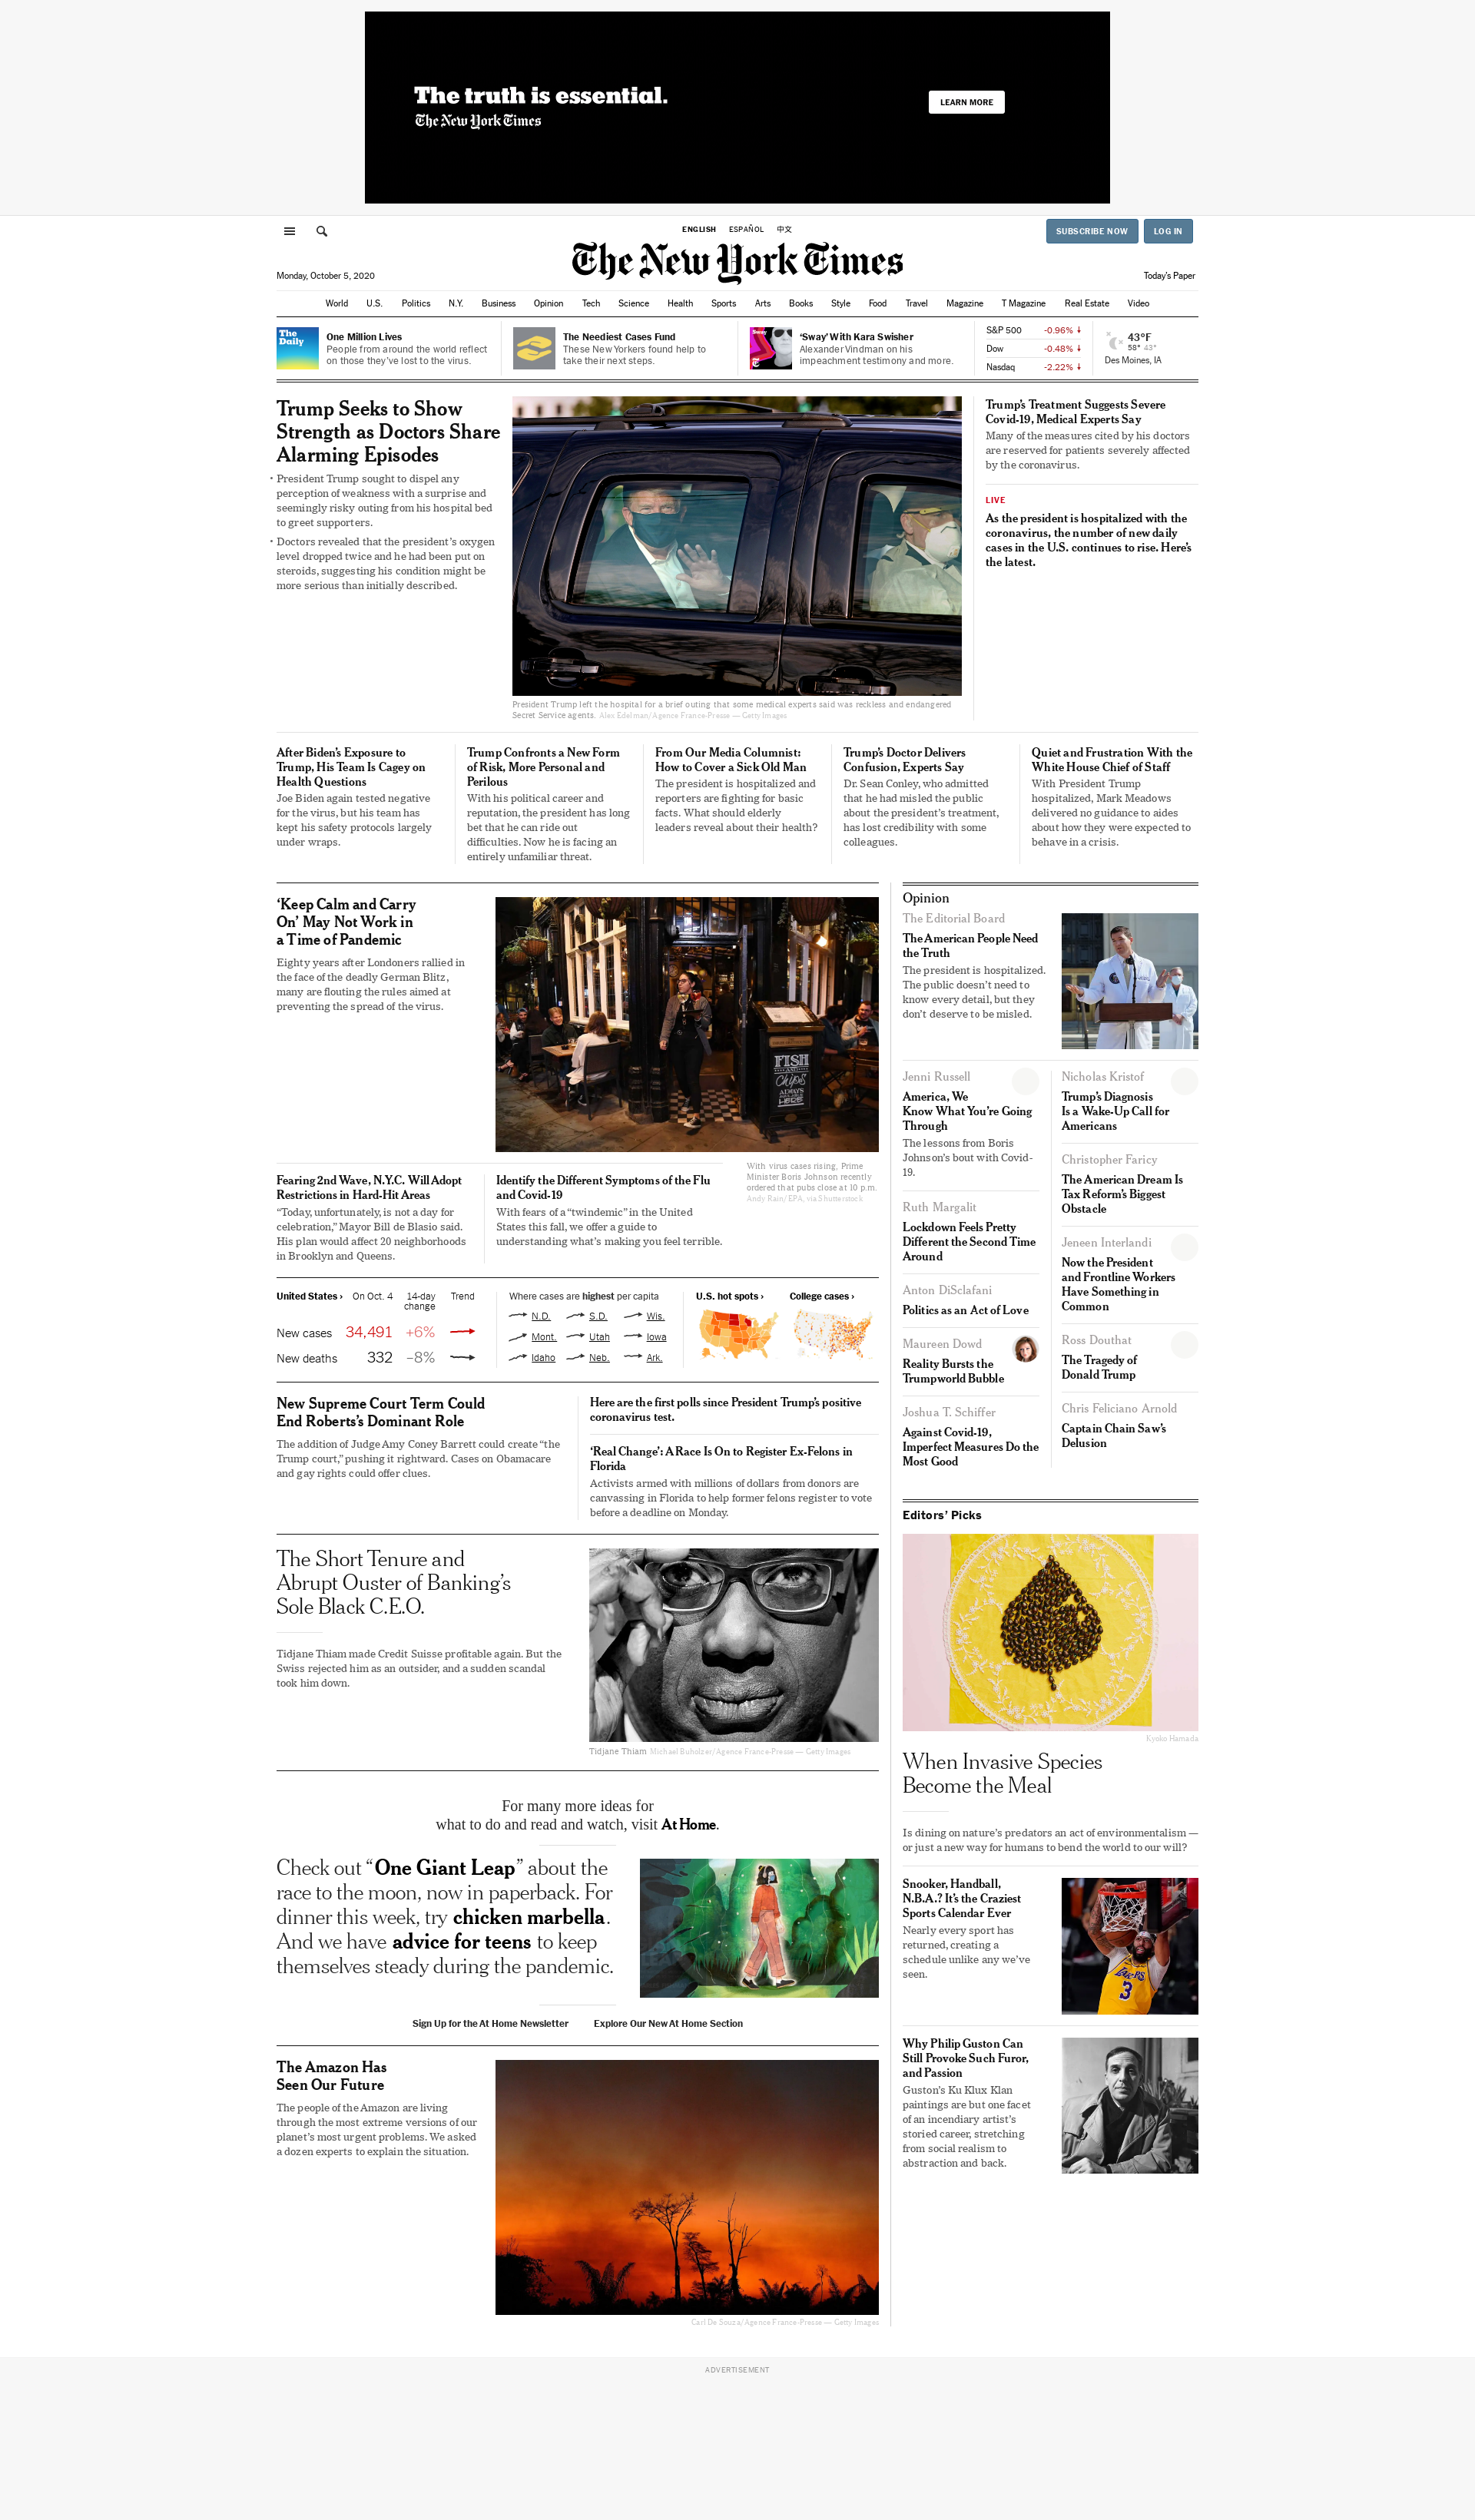 The truth is essential.
The New York Times
LEARN MORE
ENGLISH ESPAÑOL 中文
SUBSCRIBE NOW LOG IN
The New York Times
Monday, October 5, 2020
Today's Paper
World U.S. Politics N.Y. Business Opinion Tech Science Health Sports Arts Books Style Food Travel Magazine T Magazine Real Estate Video
The
Daily
One Million Lives
People from around the world reflect
on those they've lost to the virus.
The Neediest Cases Fund
These New Yorkers found help to
take their next steps.
Sway
'Sway' With Kara Swisher
Alexander Vindman on his
impeachment testimony and more.
S&P 500 -0.96% ↓
Dow -0.48% ↓
Nasdaq -2.22% ↓
43°F
58° 43°
Des Moines, IA
Trump Seeks to Show
Strength as Doctors Share
Alarming Episodes
• President Trump sought to dispel any
perception of weakness with a surprise and
seemingly risky outing from his hospital bed
to greet supporters.
• Doctors revealed that the president's oxygen
level dropped twice and he had been put on
steroids, suggesting his condition might be
more serious than initially described.
President Trump left the hospital for a brief outing that some medical experts said was reckless and endangered
Secret Service agents. Alex Edelman/Agence France-Presse — Getty Images
Trump's Treatment Suggests Severe
Covid-19, Medical Experts Say
Many of the measures cited by his doctors
are reserved for patients severely affected
by the coronavirus.
LIVE
As the president is hospitalized with the
coronavirus, the number of new daily
cases in the U.S. continues to rise. Here's
the latest.
After Biden's Exposure to
Trump, His Team Is Cagey on
Health Questions
Joe Biden again tested negative
for the virus, but his team has
kept his safety protocols largely
under wraps.
Trump Confronts a New Form
of Risk, More Personal and
Perilous
With his political career and
reputation, the president has long
bet that he can ride out
difficulties. Now he is facing an
entirely unfamiliar threat.
From Our Media Columnist:
How to Cover a Sick Old Man
The president is hospitalized and
reporters are fighting for basic
facts. What should elderly
leaders reveal about their health?
Trump's Doctor Delivers
Confusion, Experts Say
Dr. Sean Conley, who admitted
that he had misled the public
about the president's treatment,
has lost credibility with some
colleagues.
Quiet and Frustration With the
White House Chief of Staff
With President Trump
hospitalized, Mark Meadows
delivered no guidance to aides
about how they were expected to
behave in a crisis.
'Keep Calm and Carry
On' May Not Work in
a Time of Pandemic
Eighty years after Londoners rallied in
the face of the deadly German Blitz,
many are flouting the rules aimed at
preventing the spread of the virus.
FISH
AND
CHIPS
ALWAYS
AVAILABLE
HERE
With virus cases rising, Prime
Minister Boris Johnson recently
ordered that pubs close at 10 p.m.
Andy Rain/EPA, via Shutterstock
Fearing 2nd Wave, N.Y.C. Will Adopt
Restrictions in Hard-Hit Areas
“Today, unfortunately, is not a day for
celebration,” Mayor Bill de Blasio said.
His plan would affect 20 neighborhoods
in Brooklyn and Queens.
Identify the Different Symptoms of the Flu
and Covid-19
With fears of a “twindemic” in the United
States this fall, we offer a guide to
understanding what's making you feel terrible.
United States › On Oct. 4 14-day
change Trend
New cases 34,491 +6%
New deaths 332 –8%
Where cases are highest per capita
N.D. S.D. Wis.
Mont. Utah Iowa
Idaho Neb. Ark.
U.S. hot spots › College cases ›
New Supreme Court Term Could
End Roberts's Dominant Role
The addition of Judge Amy Coney Barrett could create “the
Trump court,” pushing it rightward. Cases on Obamacare
and gay rights could offer clues.
Here are the first polls since President Trump's positive
coronavirus test.
'Real Change': A Race Is On to Register Ex-Felons in
Florida
Activists armed with millions of dollars from donors are
canvassing in Florida to help former felons register to vote
before a deadline on Monday.
The Short Tenure and
Abrupt Ouster of Banking's
Sole Black C.E.O.
Tidjane Thiam made Credit Suisse profitable again. But the
Swiss rejected him as an outsider, and a sudden scandal
took him down.
Tidjane Thiam Michael Buholzer/Agence France-Presse — Getty Images
For many more ideas for
what to do and read and watch, visit At Home.
Check out “One Giant Leap” about the
race to the moon, now in paperback. For
dinner this week, try chicken marbella.
And we have advice for teens to keep
themselves steady during the pandemic.
Sign Up for the At Home Newsletter Explore Our New At Home Section
The Amazon Has
Seen Our Future
The people of the Amazon are living
through the most extreme versions of our
planet's most urgent problems. We asked
a dozen experts to explain the situation.
Carl De Souza/Agence France-Presse — Getty Images
Opinion
The Editorial Board
The American People Need
the Truth
The president is hospitalized.
The public doesn't need to
know every detail, but they
don't deserve to be misled.
Jenni Russell
America, We
Know What You're Going
Through
The lessons from Boris
Johnson's bout with Covid-
19.
Ruth Margalit
Lockdown Feels Pretty
Different the Second Time
Around
Anton DiSclafani
Politics as an Act of Love
Maureen Dowd
Reality Bursts the
Trumpworld Bubble
Joshua T. Schiffer
Against Covid-19,
Imperfect Measures Do the
Most Good
Nicholas Kristof
Trump's Diagnosis
Is a Wake-Up Call for
Americans
Christopher Faricy
The American Dream Is
Tax Reform's Biggest
Obstacle
Jeneen Interlandi
Now the President
and Frontline Workers
Have Something in
Common
Ross Douthat
The Tragedy of
Donald Trump
Chris Feliciano Arnold
Captain Chain Saw's
Delusion
Editors' Picks
Kyoko Hamada
When Invasive Species
Become the Meal
Is dining on nature's predators an act of environmentalism —
or just a new way for humans to bend the world to our will?
Snooker, Handball,
N.B.A.? It's the Craziest
Sports Calendar Ever
Nearly every sport has
returned, creating a
schedule unlike any we've
seen.
LAKERS
3
Why Philip Guston Can
Still Provoke Such Furor,
and Passion
Guston's Ku Klux Klan
paintings are but one facet
of an incendiary artist's
storied career, stretching
from social realism to
abstraction and back.
ADVERTISEMENT